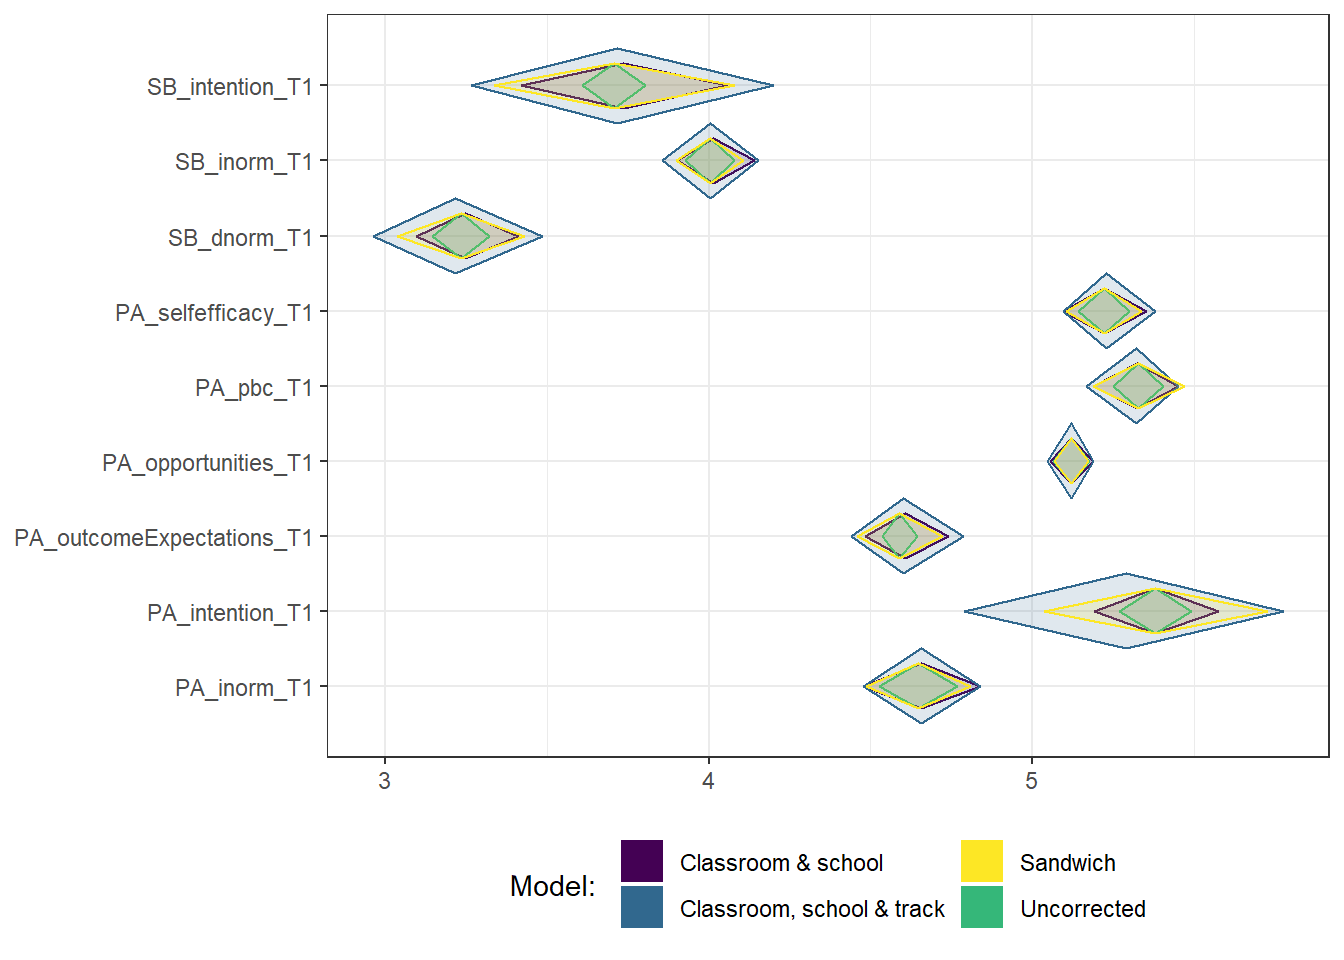 SB_intention_T1
SB_inorm_T1
SB_dnorm_T1
PA_selfefficacy_T1
PA_pbc_T1
PA_opportunities_T1
PA_outcomeExpectations_T1
PA_intention_T1
PA_inorm_T1
3 4 5
Model:
Classroom & school
Sandwich
Classroom, school & track
Uncorrected